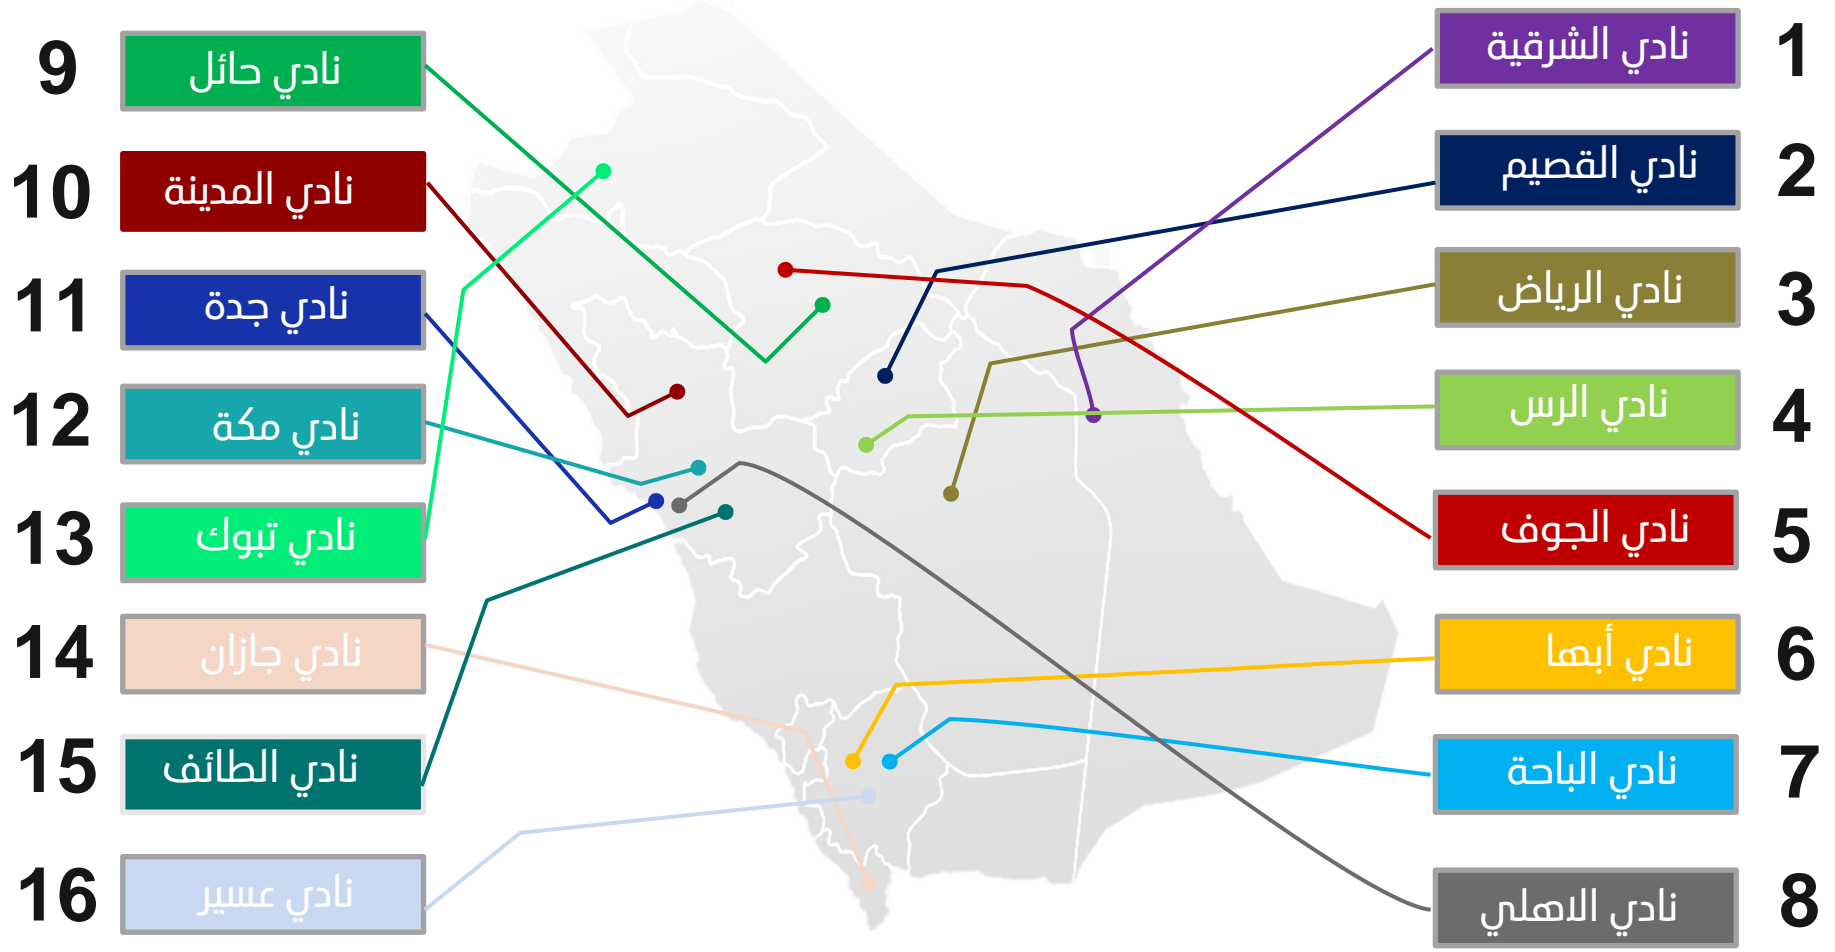 1 نادي الشرقية
2 نادي القصيم
3 نادي الرياض
4 نادي الرس
5 نادي الجوف
6 نادي أبها
7 نادي الباحة
8 نادي الاهلي
9 نادي حائل
10 نادي المدينة
11 نادي جدة
12 نادي مكة
13 نادي تبوك
14 نادي جازان
15 نادي الطائف
16 نادي عسير